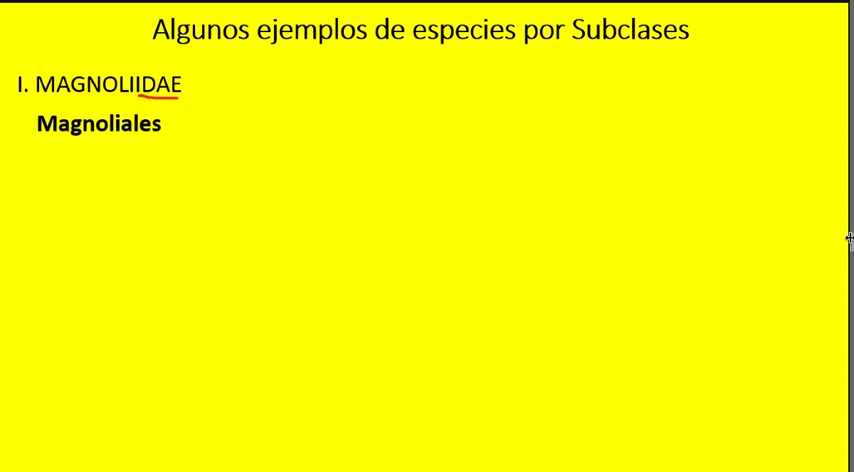 Algunos ejemplos de especies por Subclases
I. MAGNOLIIDAE
Magnoliales